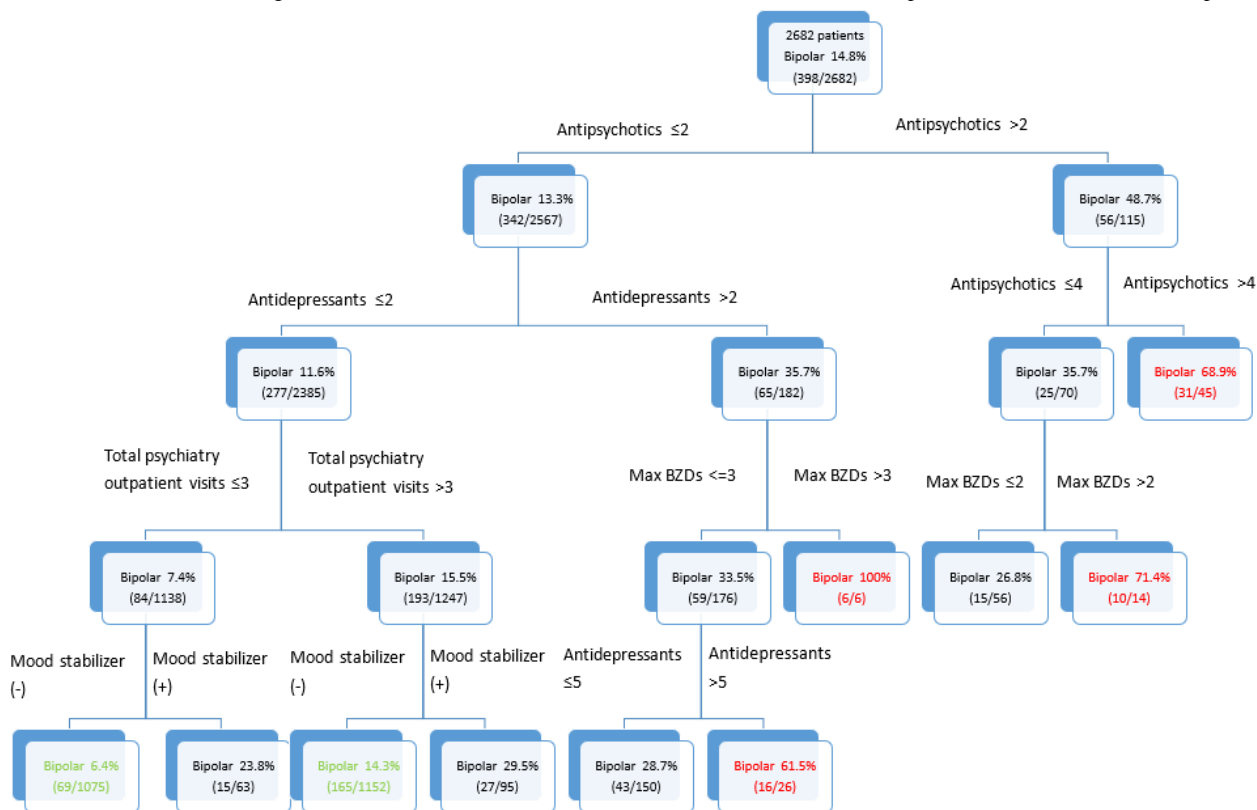 2682 patients
Bipolar 14.8%
(398/2682)
Antipsychotics ≤2
Antipsychotics >2
Bipolar 13.3%
(342/2567)
Bipolar 48.7%
(56/115)
Antidepressants ≤2
Antidepressants >2
Antipsychotics ≤4
Antipsychotics >4
Bipolar 11.6%
(277/2385)
Bipolar 35.7%
(65/182)
Bipolar 35.7%
(25/70)
Bipolar 68.9%
(31/45)
Total psychiatry
outpatient visits ≤3
Total psychiatry
outpatient visits >3
Max BZDs <=3
Max BZDs >3
Max BZDs ≤2
Max BZDs >2
Bipolar 7.4%
(84/1138)
Bipolar 15.5%
(193/1247)
Bipolar 33.5%
(59/176)
Bipolar 100%
(6/6)
Bipolar 26.8%
(15/56)
Bipolar 71.4%
(10/14)
Mood stabilizer
(-)
Mood stabilizer
(+)
Mood stabilizer
(-)
Mood stabilizer
(+)
Antidepressants
≤5
Antidepressants
>5
Bipolar 6.4%
(69/1075)
Bipolar 23.8%
(15/63)
Bipolar 14.3%
(165/1152)
Bipolar 29.5%
(27/95)
Bipolar 28.7%
(43/150)
Bipolar 61.5%
(16/26)